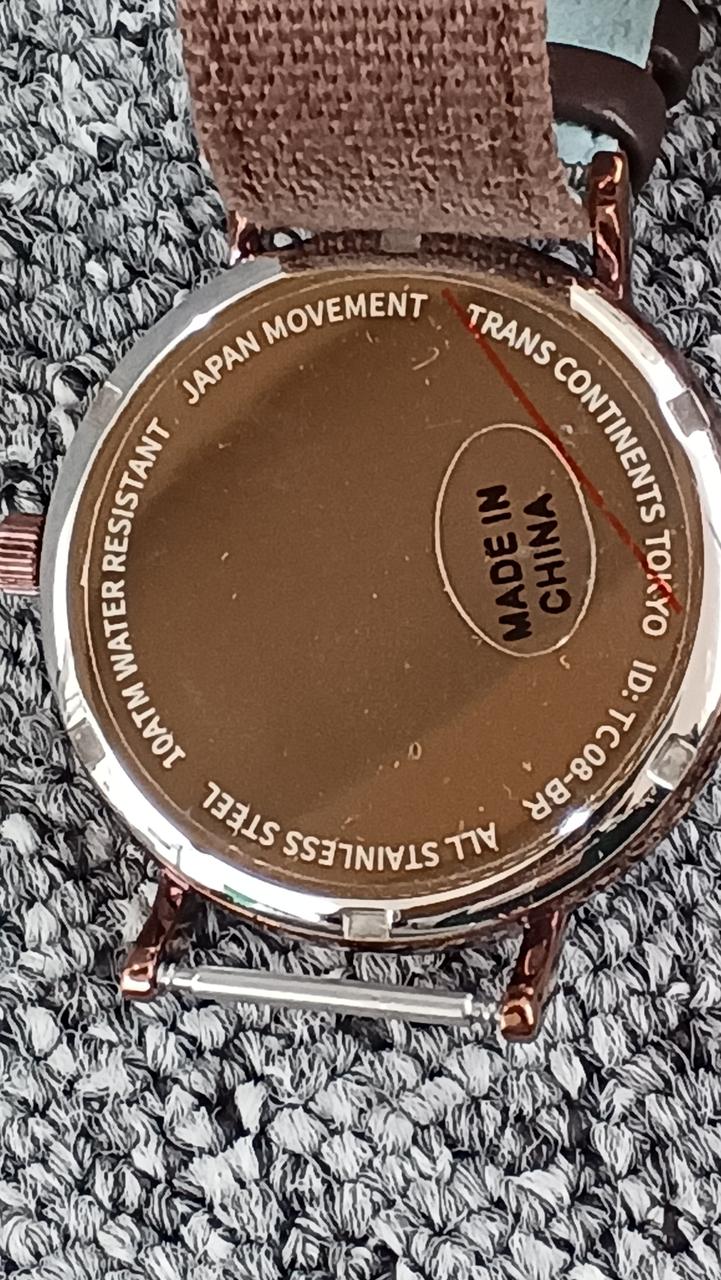 TRANS CONTINENTS TOKYO
ID: TC08-BR
ALL STAINLESS STEEL
10ATM WATER RESISTANT
JAPAN MOVEMENT
MADE IN
CHINA